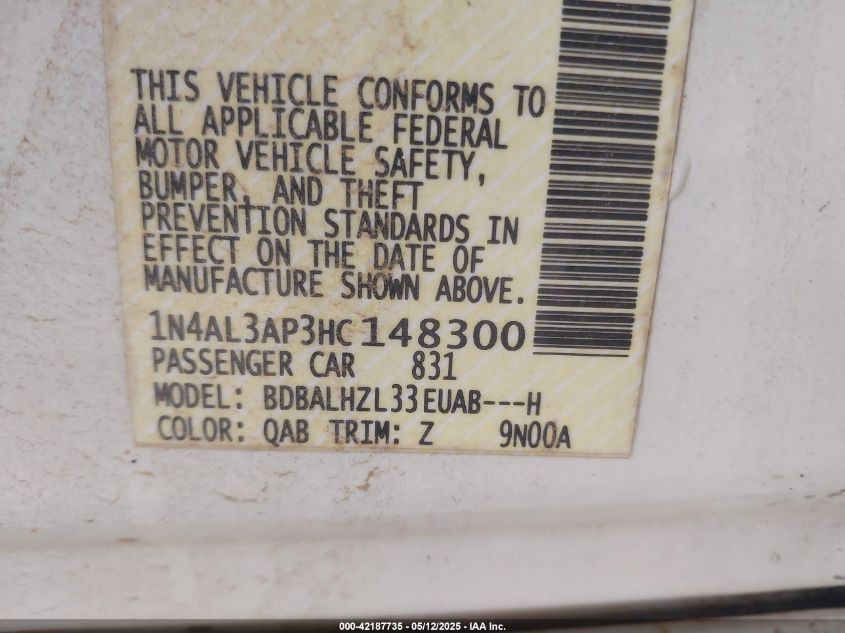 THIS VEHICLE CONFORMS TO
ALL APPLICABLE FEDERAL
MOTOR VEHICLE SAFETY,
BUMPER, AND THEFT
PREVENTION STANDARDS IN
EFFECT ON THE DATE OF
MANUFACTURE SHOWN ABOVE.
1N4AL3AP3HC148300
PASSENGER CAR 831
MODEL: BDBALHZL33EUAB---H
COLOR: QAB TRIM: Z 9N00A
000-42187735 - 05/12/2025 - IAA Inc.